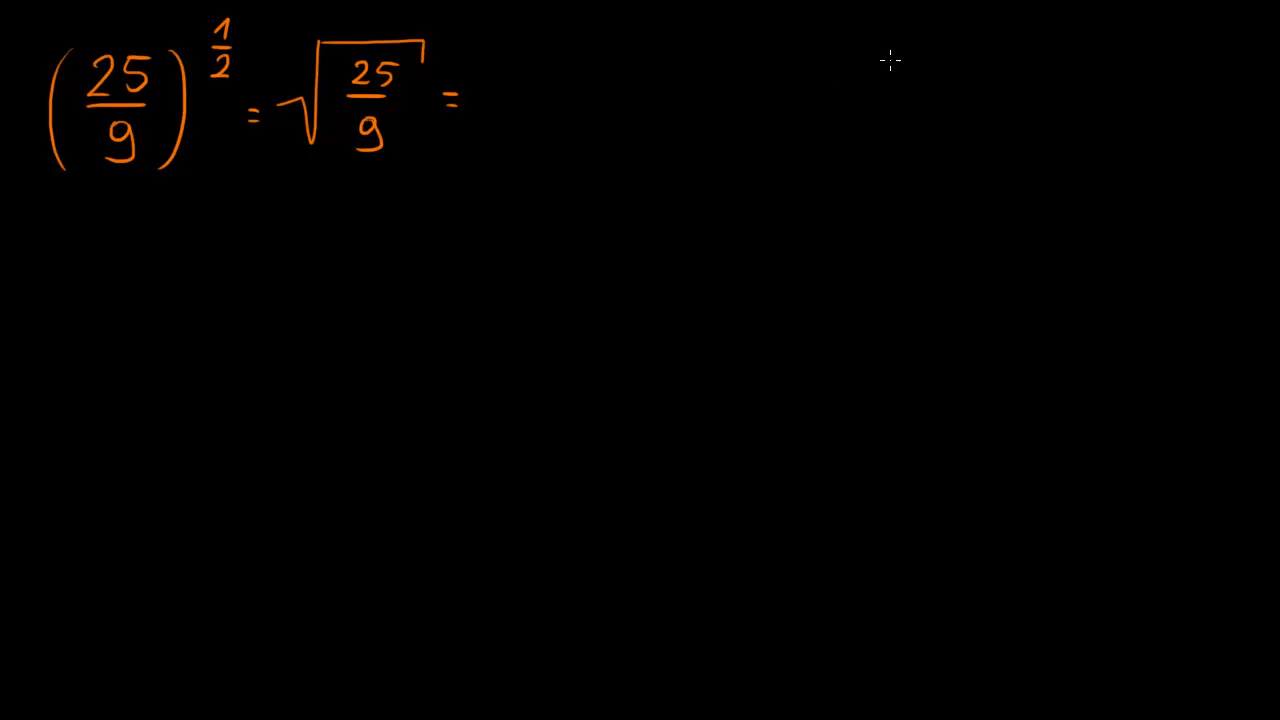 (25/9)^(1/2) = √(25/9) =